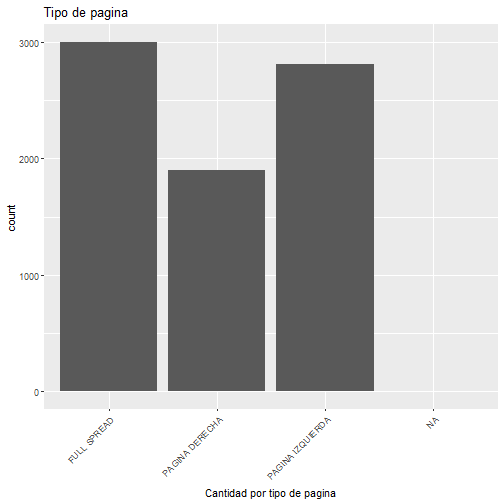 Tipo de pagina
count
3000
2000
1000
0
FULL SPREAD
PAGINA DERECHA
PAGINA IZQUIERDA
NA
Cantidad por tipo de pagina